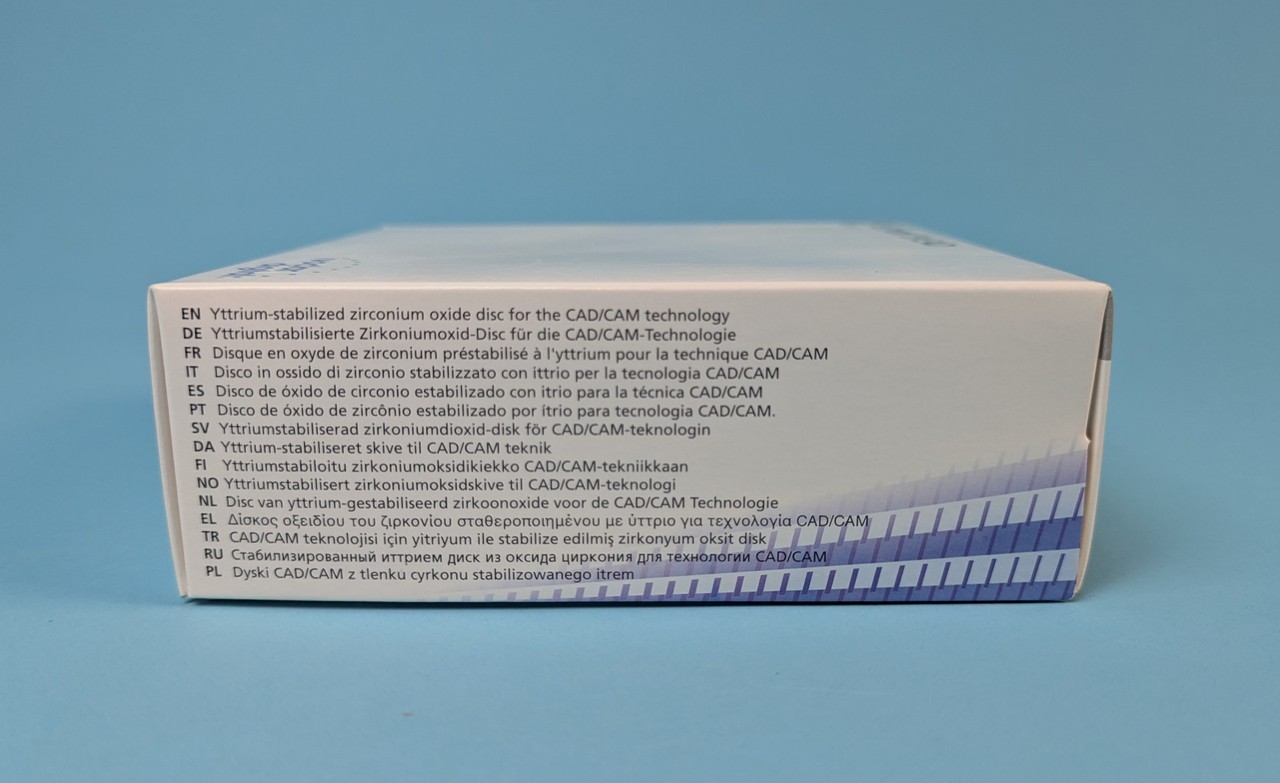 EN Yttrium-stabilized zirconium oxide disc for the CAD/CAM technology
DE Yttriumstabilisierte Zirkoniumoxid-Disc für die CAD/CAM-Technologie
FR Disque en oxyde de zirconium préstabilisé à l'yttrium pour la technique CAD/CAM
IT Disco in ossido di zirconio stabilizzato con ittrio per la tecnologia CAD/CAM
ES Disco de óxido de circonio estabilizado con itrio para la técnica CAD/CAM
PT Disco de óxido de zircônio estabilizado por ítrio para tecnologia CAD/CAM.
SV Yttriumstabiliserad zirkoniumdioxid-disk för CAD/CAM-teknologin
DA Yttrium-stabiliseret skive til CAD/CAM teknik
FI Yttriumstabiloitu zirkoniumoksidikiekko CAD/CAM-tekniikkaan
NO Yttriumstabilisert zirkoniumoksidskive til CAD/CAM-teknologi
NL Disc van yttrium-gestabiliseerd zirkoonoxide voor de CAD/CAM Technologie
EL Δίσκος οξειδίου του ζιρκονίου σταθεροποιημένου με ύττριο για τεχνολογία CAD/CAM
TR CAD/CAM teknolojisi için yitriyum ile stabilize edilmiş zirkonyum oksit disk
RU Стабилизированный иттрием диск из оксида циркония для технологии CAD/CAM
PL Dyski CAD/CAM z tlenku cyrkonu stabilizowanego itrem